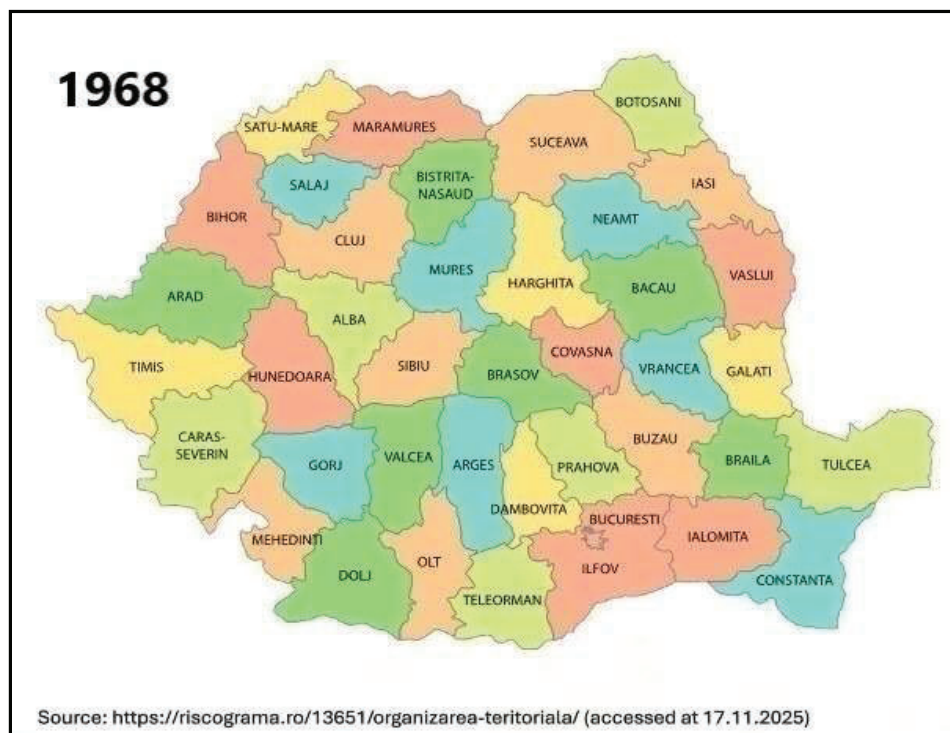 1968
BOTOSANI
SATU-MARE
MARAMURES
SUCEAVA
BISTRITA-
NASAUD
SALAJ
IASI
BIHOR
NEAMT
CLUJ
MURES
HARGHITA
BACAU
VASLUI
ARAD
ALBA
COVASNA
TIMIS
HUNEDOARA
SIBIU
BRASOV
VRANCEA
GALATI
CARAS-
SEVERIN
GORJ
VALCEA
ARGES
PRAHOVA
BUZAU
BRAILA
TULCEA
DAMBOVITA
BUCURESTI
MEHEDINTI
IALOMITA
DOLJ
OLT
ILFOV
CONSTANTA
TELEORMAN
Source: https://riscograma.ro/13651/organizarea-teritoriala/ (accessed at 17.11.2025)